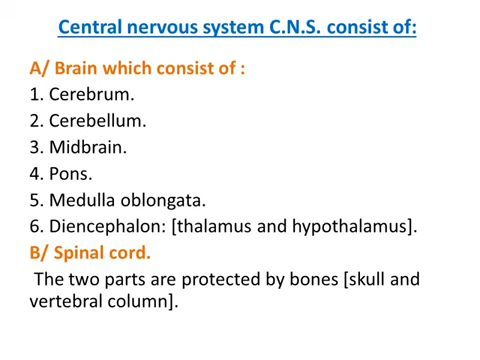 Central nervous system C.N.S. consist of:
A/ Brain which consist of :
1. Cerebrum.
2. Cerebellum.
3. Midbrain.
4. Pons.
5. Medulla oblongata.
6. Diencephalon: [thalamus and hypothalamus].
B/ Spinal cord.
The two parts are protected by bones [skull and
vertebral column].